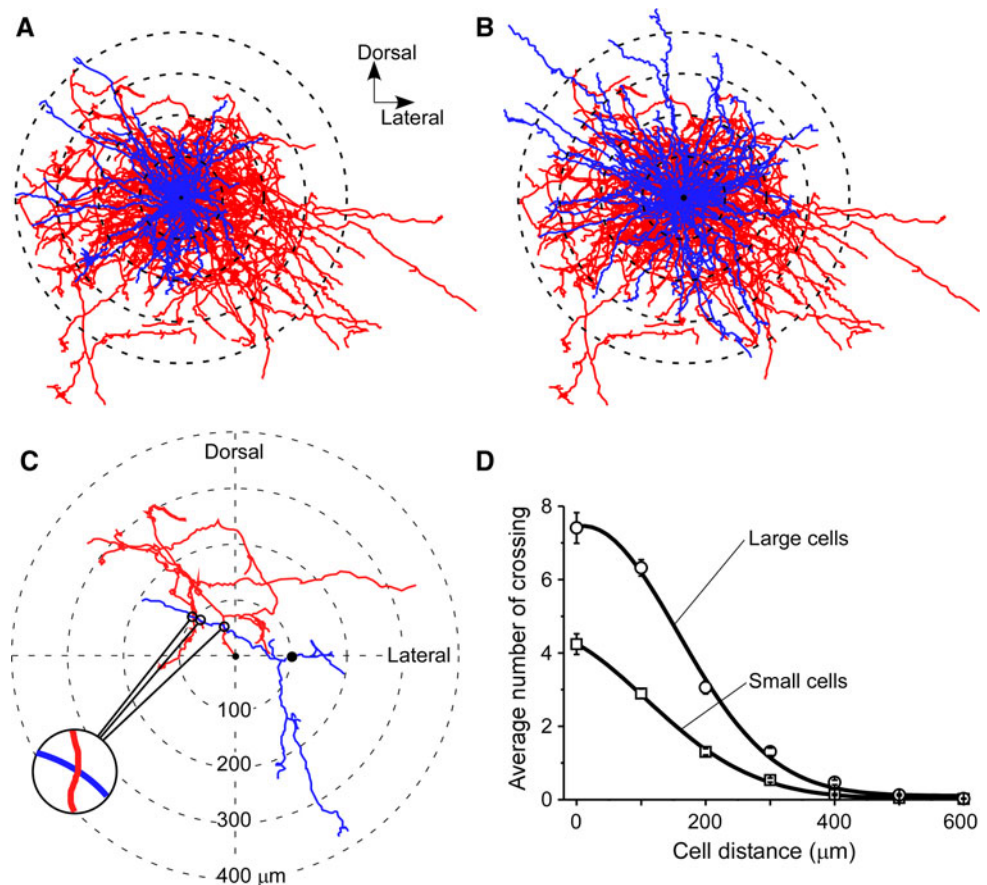 A
Dorsal
Lateral
B
C
Dorsal
Lateral
100
200
300
400 μm
D
Average number of crossing
8
6
4
2
0
Large cells
Small cells
0
200
400
600
Cell distance (μm)